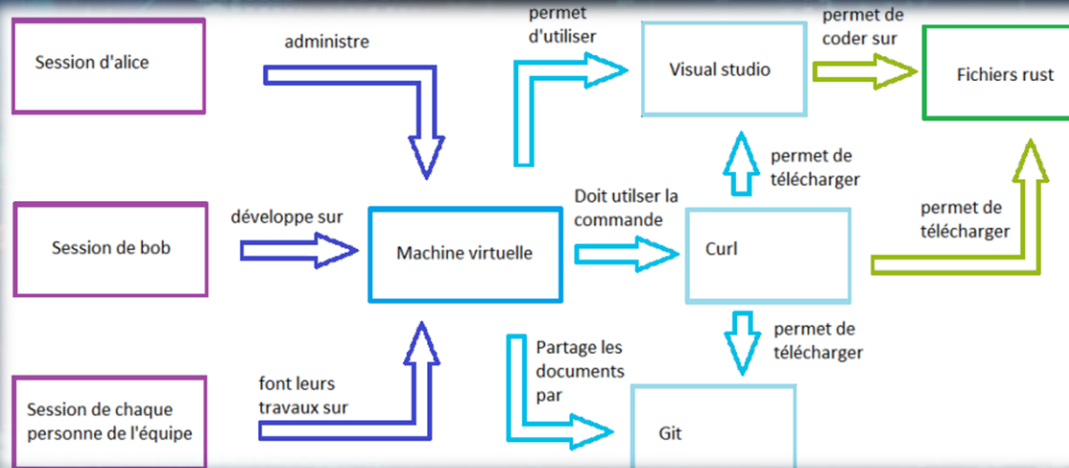 permet
d'utiliser
permet de
coder sur
Session d'alice
administre
Visual studio
Fichiers rust
permet de
télécharger
Doit utilser la
commande
permet de
télécharger
développe sur
Session de bob
Machine virtuelle
Curl
permet de
télécharger
Partage les
documents
par
font leurs
travaux sur
Session de chaque
personne de l'équipe
Git